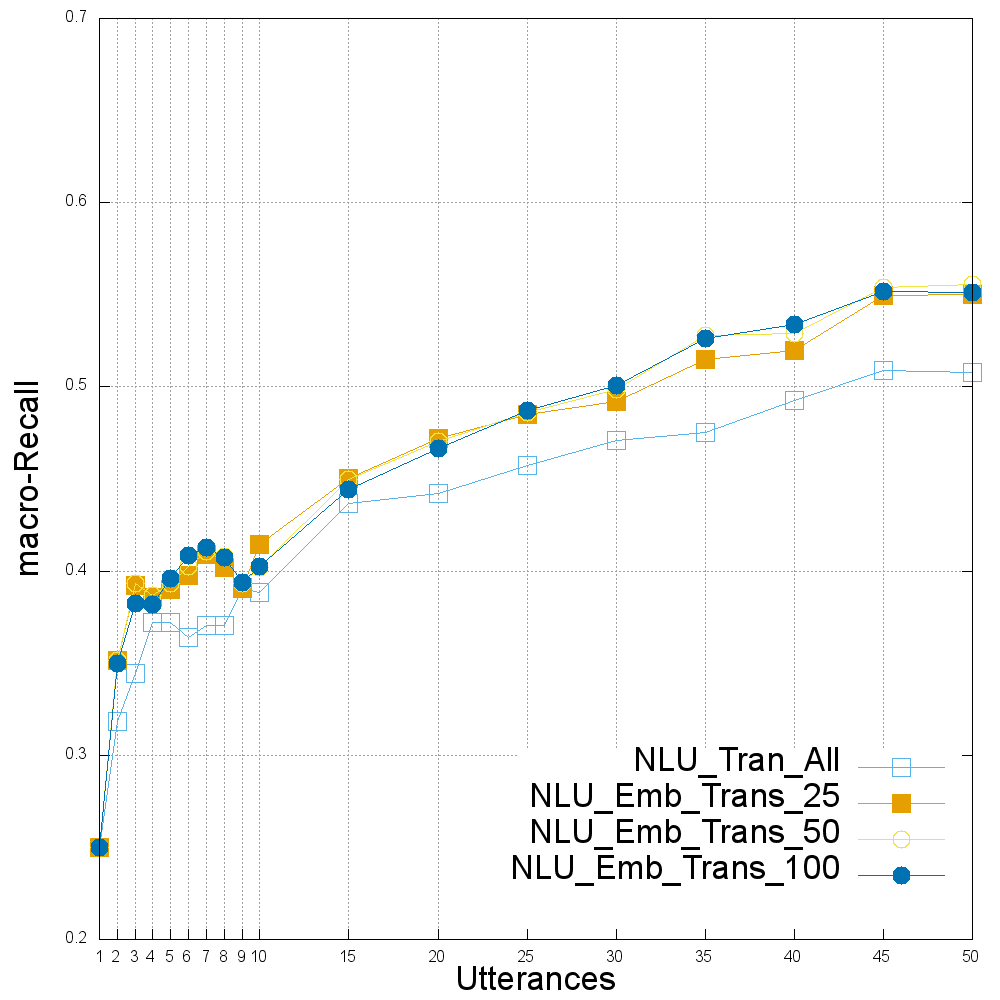 0.7
0.6
0.5
0.4
0.3
0.2
macro-Recall
NLU_Tran_All
NLU_Emb_Trans_25
NLU_Emb_Trans_50
NLU_Emb_Trans_100
1 2 3 4 5 6 7 8 9 10 15 20 25 30 35 40 45 50
Utterances